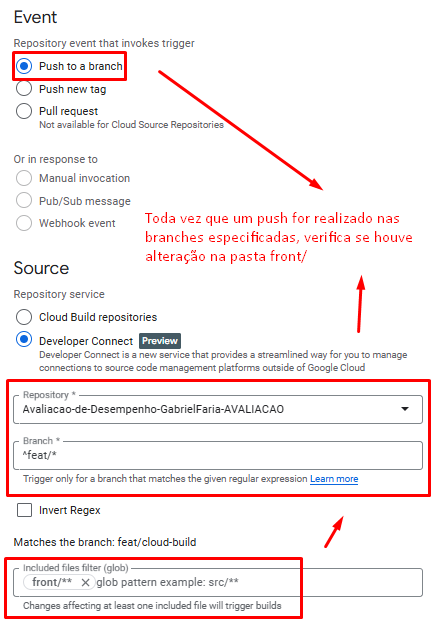 Event
Repository event that invokes trigger
Push to a branch
Push new tag
Pull request
Not available for Cloud Source Repositories
Or in response to
Manual invocation
Pub/Sub message
Webhook event
Toda vez que um push for realizado nas
branches especificadas, verifica se houve
alteração na pasta front/
Source
Repository service
Cloud Build repositories
Developer Connect Preview
Developer Connect is a new service that provides a streamlined way for you to manage
connections to source code management platforms outside of Google Cloud
Repository *
Avaliacao-de-Desempenho-GabrielFaria-AVALIACAO
Branch *
^feat/*
Trigger only for a branch that matches the given regular expression Learn more
Invert Regex
Matches the branch: feat/cloud-build
Included files filter (glob)
front/** glob pattern example: src/**
Changes affecting at least one included file will trigger builds